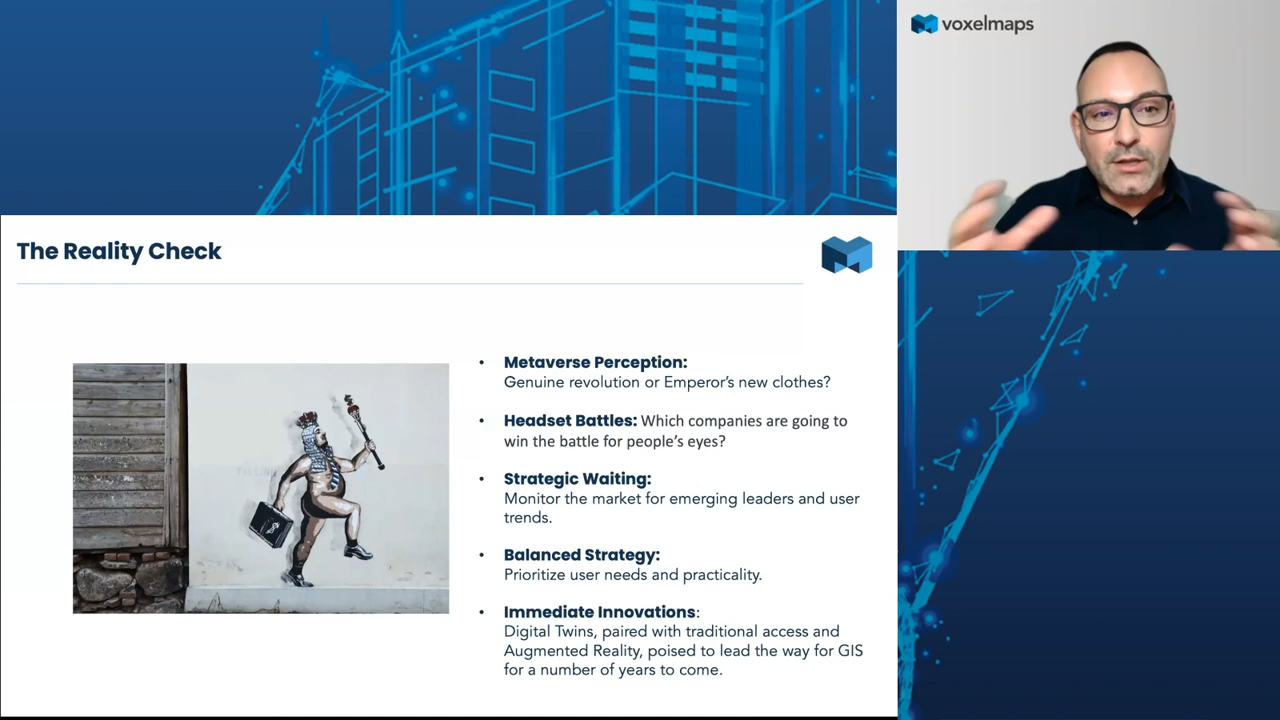 voxelmaps
The Reality Check
• Metaverse Perception:
Genuine revolution or Emperor’s new clothes?
• Headset Battles: Which companies are going to
win the battle for people’s eyes?
• Strategic Waiting:
Monitor the market for emerging leaders and user
trends.
• Balanced Strategy:
Prioritize user needs and practicality.
• Immediate Innovations:
Digital Twins, paired with traditional access and
Augmented Reality, poised to lead the way for GIS
for a number of years to come.